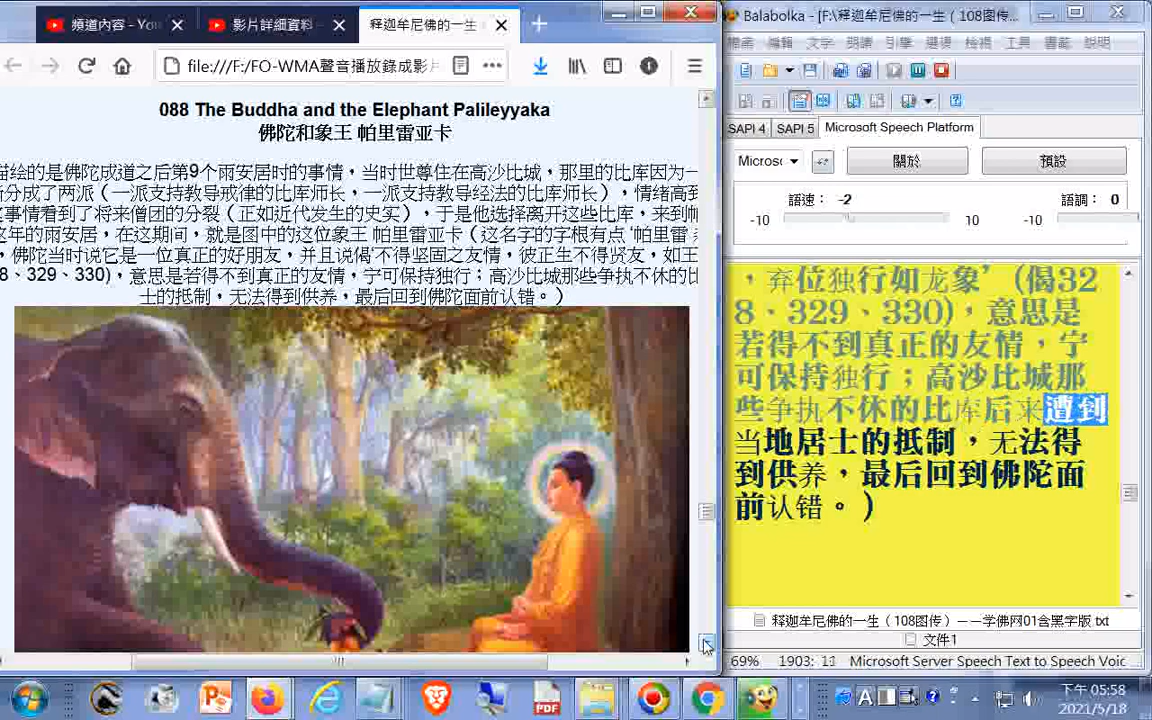 頻道內容 - You
影片詳細資料 -
释迦牟尼佛的一生
file:///F:/FO-WMA聲音播放錄成影片
088 The Buddha and the Elephant Palileyyaka
佛陀和象王 帕里雷亚卡
描绘的是佛陀成道之后第9个雨安居时的事情，当时世尊住在高沙比城，那里的比库因为一
分成了两派（一派支持教导戒律的比库师长，一派支持教导经法的比库师长），情绪高到
事情看到了将来僧团的分裂（正如近代发生的史实），于是他选择离开这些比库，来到帕
这年的雨安居，在这期间，就是图中的这位象王 帕里雷亚卡（这名字的字根有点 '帕里雷
，佛陀当时说它是一位真正的好朋友，并且说偈'不得坚固之友情，彼正生不得贤友，如王
8、329、330)，意思是若得不到真正的友情，宁可保持独行；高沙比城那些争执不休的比
士的抵制，无法得到供养，最后回到佛陀面前认错。）
Balabolka - [F:\释迦牟尼佛的一生（108图传...
檔案 編輯 文字 朗讀 引擎 選項 檢視 工具 書籤 說明
SAPI 4 SAPI 5 Microsoft Speech Platform
Micros
關於
預設
語速： -2
語調： 0
-10 10 -10
，弃位独行如龙象’（偈32
8、329、330)，意思是
若得不到真正的友情，宁
可保持独行；高沙比城那
些争执不休的比库后来遭到
当地居士的抵制，无法得
到供养，最后回到佛陀面
前认错。）
释迦牟尼佛的一生（108图传）——学佛网01含黑字版.txt
文件1
69% 1903: 11 Microsoft Server Speech Text to Speech Voic
下午 05:58
2021/5/18